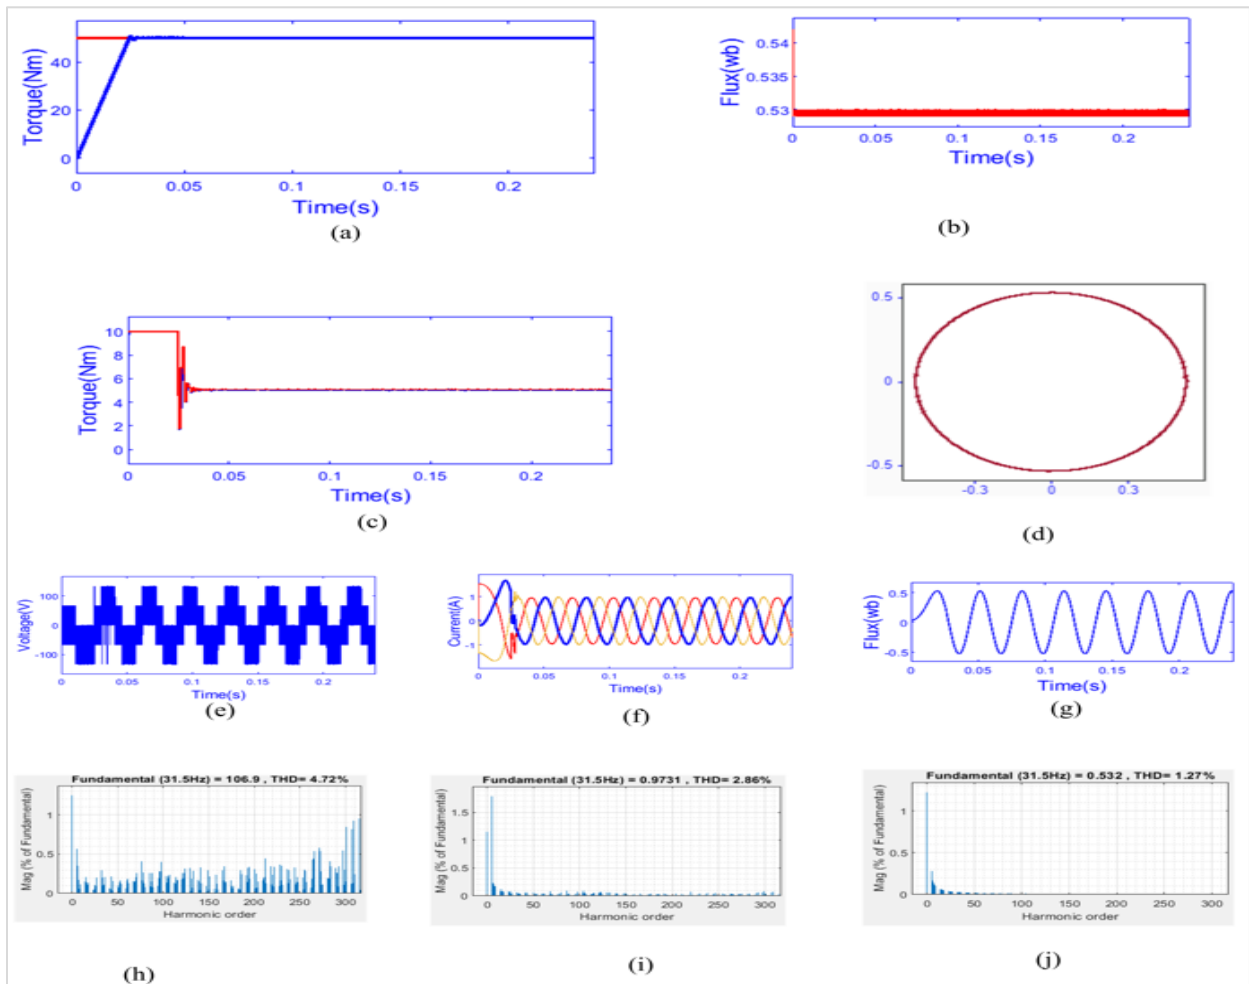 Torque(Nm)
40
20
0
0 0.05 0.1 0.15 0.2
Time(s)
(a)
Flux(wb)
0.54
0.535
0.53
0 0.05 0.1 0.15 0.2
Time(s)
(b)
Torque(Nm)
10
8
6
4
2
0
0 0.05 0.1 0.15 0.2
Time(s)
(c)
0.5
0
-0.5
-0.3 0 0.3
(d)
Voltage(V)
100
0
-100
0 0.05 0.1 0.15 0.2
Time(s)
(e)
Current(A)
1
0
-1
0 0.05 0.1 0.15 0.2
Time(s)
(f)
Flux(wb)
0.5
0
-0.5
0 0.05 0.1 0.15 0.2
Time(s)
(g)
Fundamental (31.5Hz) = 106.9 , THD= 4.72%
Mag (% of Fundamental)
1
0.5
0
0 50 100 150 200 250 300
Harmonic order
(h)
Fundamental (31.5Hz) = 0.9731 , THD= 2.86%
Mag (% of Fundamental)
1.5
1
0.5
0
0 50 100 150 200 250 300
Harmonic order
(i)
Fundamental (31.5Hz) = 0.532 , THD= 1.27%
Mag (% of Fundamental)
1
0.5
0
0 50 100 150 200 250 300
Harmonic order
(j)